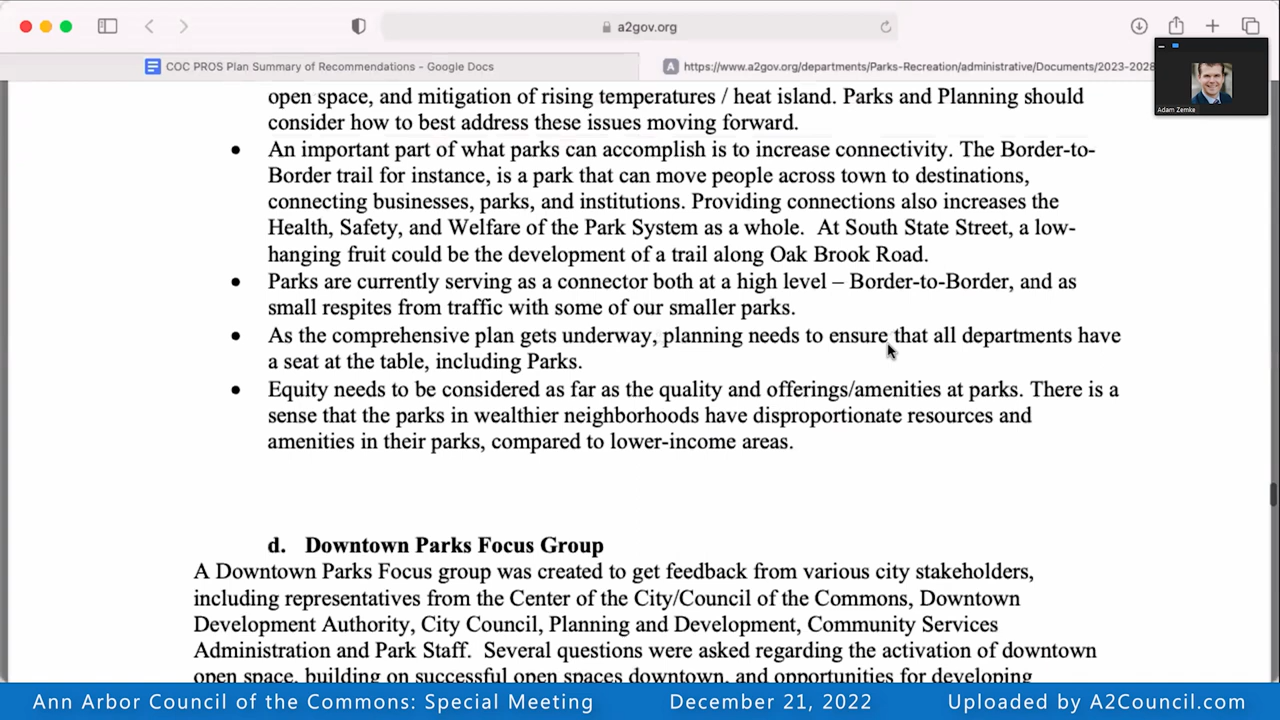 a2gov.org
COC PROS Plan Summary of Recommendations - Google Docs
https://www.a2gov.org/departments/Parks-Recreation/administrative/Documents/2023-2028
Adam Zemke
open space, and mitigation of rising temperatures / heat island. Parks and Planning should
consider how to best address these issues moving forward.
• An important part of what parks can accomplish is to increase connectivity. The Border-to-
Border trail for instance, is a park that can move people across town to destinations,
connecting businesses, parks, and institutions. Providing connections also increases the
Health, Safety, and Welfare of the Park System as a whole.  At South State Street, a low-
hanging fruit could be the development of a trail along Oak Brook Road.
• Parks are currently serving as a connector both at a high level – Border-to-Border, and as
small respites from traffic with some of our smaller parks.
• As the comprehensive plan gets underway, planning needs to ensure that all departments have
a seat at the table, including Parks.
• Equity needs to be considered as far as the quality and offerings/amenities at parks. There is a
sense that the parks in wealthier neighborhoods have disproportionate resources and
amenities in their parks, compared to lower-income areas.
d. Downtown Parks Focus Group
A Downtown Parks Focus group was created to get feedback from various city stakeholders,
including representatives from the Center of the City/Council of the Commons, Downtown
Development Authority, City Council, Planning and Development, Community Services
Administration and Park Staff.  Several questions were asked regarding the activation of downtown
open space, building on successful open spaces downtown, and opportunities for developing
Ann Arbor Council of the Commons: Special Meeting December 21, 2022 Uploaded by A2Council.com